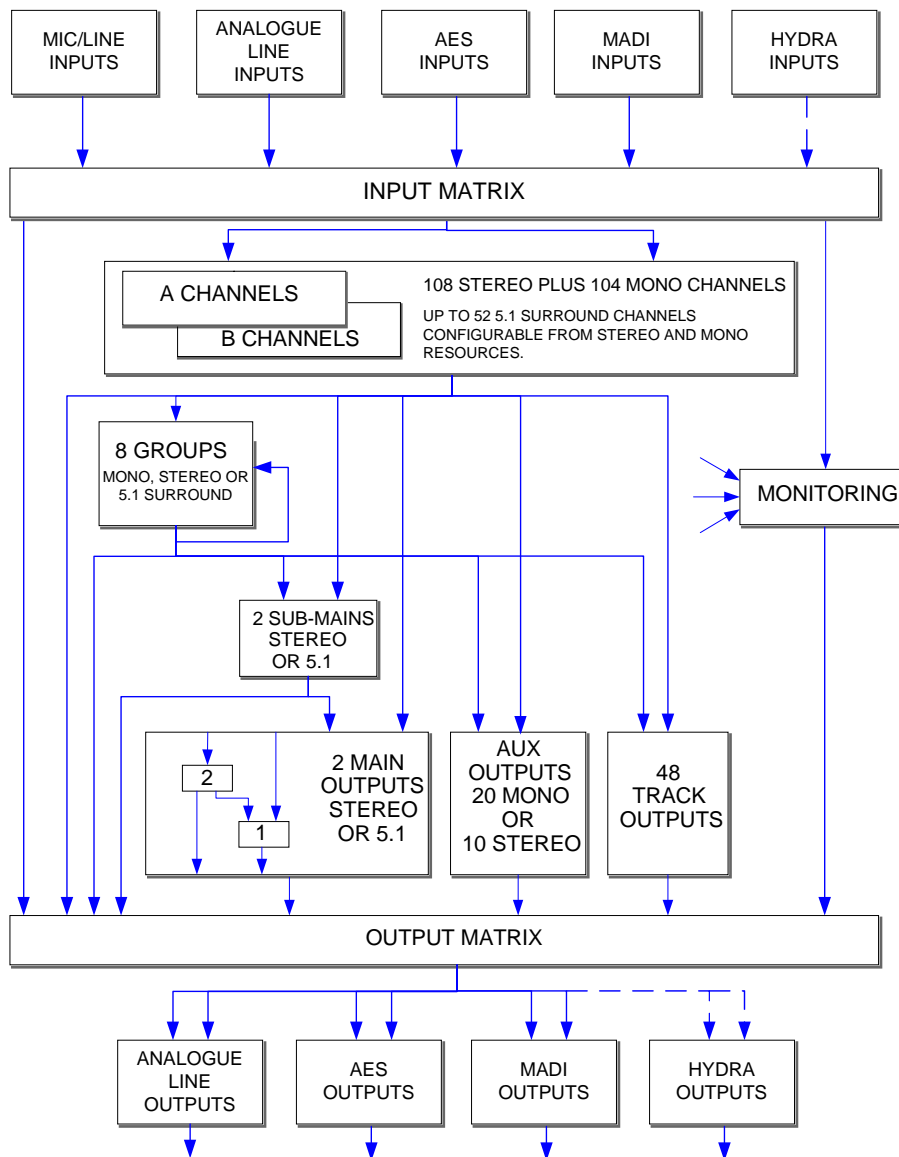 MIC/LINE
INPUTS
ANALOGUE
LINE
INPUTS
AES
INPUTS
MADI
INPUTS
HYDRA
INPUTS
INPUT MATRIX
A CHANNELS
B CHANNELS
108 STEREO PLUS 104 MONO CHANNELS
UP TO 52 5.1 SURROUND CHANNELS
CONFIGURABLE FROM STEREO AND MONO
RESOURCES.
8 GROUPS
MONO, STEREO OR
5.1 SURROUND
MONITORING
2 SUB-MAINS
STEREO
OR 5.1
2
1
2 MAIN
OUTPUTS
STEREO
OR 5.1
AUX
OUTPUTS
20 MONO
OR
10 STEREO
48
TRACK
OUTPUTS
OUTPUT MATRIX
ANALOGUE
LINE
OUTPUTS
AES
OUTPUTS
MADI
OUTPUTS
HYDRA
OUTPUTS